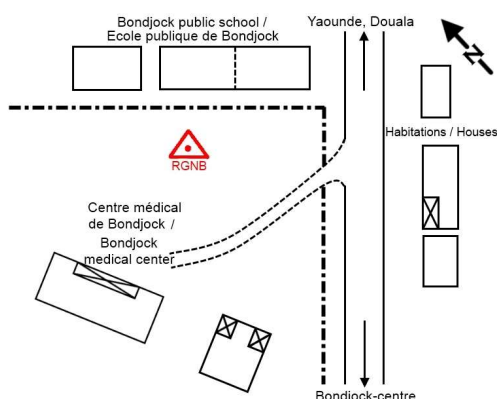 Bondjock public school /
Ecole publique de Bondjock
Yaounde, Douala
N
Habitations / Houses
RGNB
Centre médical
de Bondjock /
Bondjock
medical center
Bondjock-centre